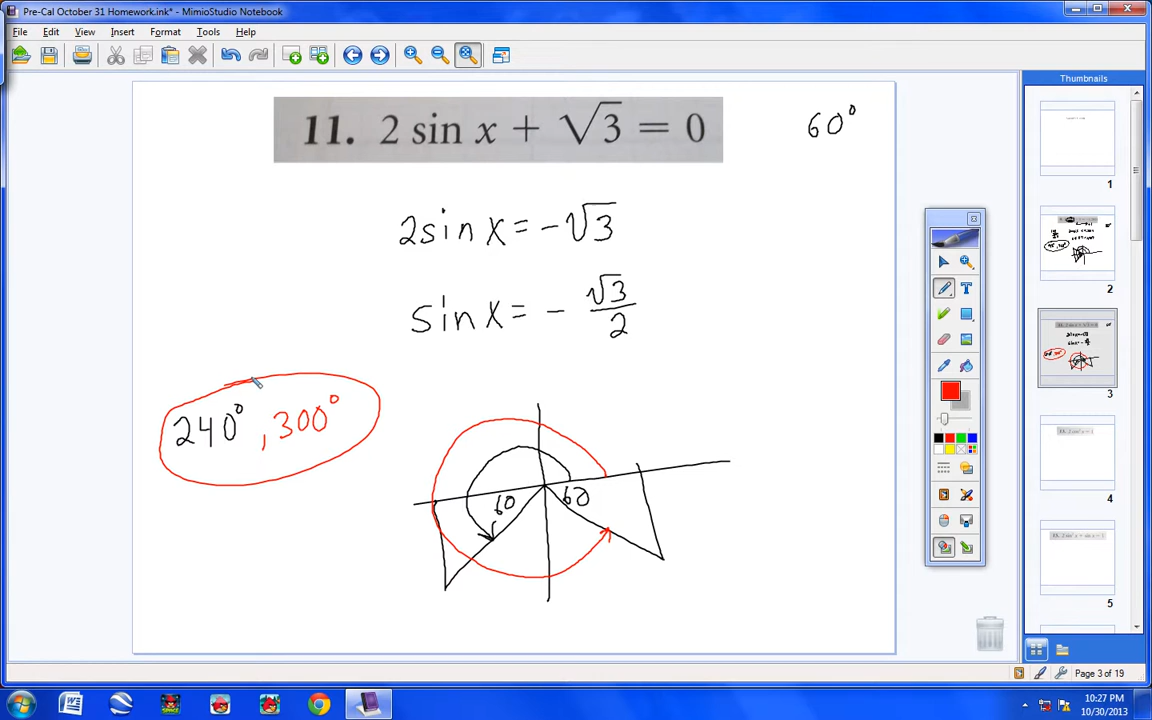 Pre-Cal October 31 Homework.ink* - MimioStudio Notebook
File Edit View Insert Format Tools Help
Thumbnails
11. 2 sin x + √3 = 0
60°
2sin x = -√3
sin x = - √3/2
240°, 300°
60 60
1
2
3
4
5
Page 3 of 19
10:27 PM
10/30/2013